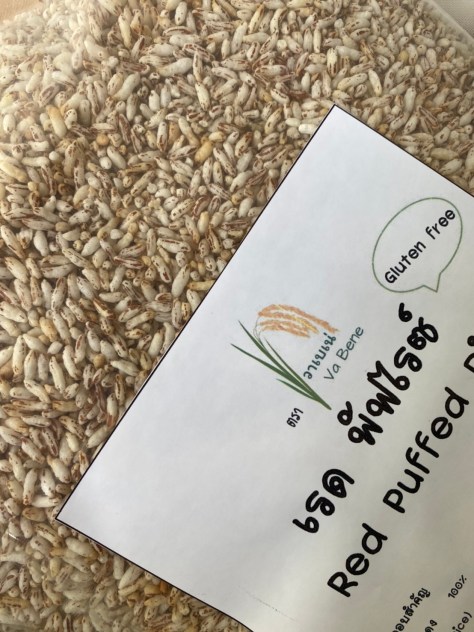 Gluten free
ตรา วาเบเน่
Va Bene
เรด พัฟไรซ์
Red Puffed
100%